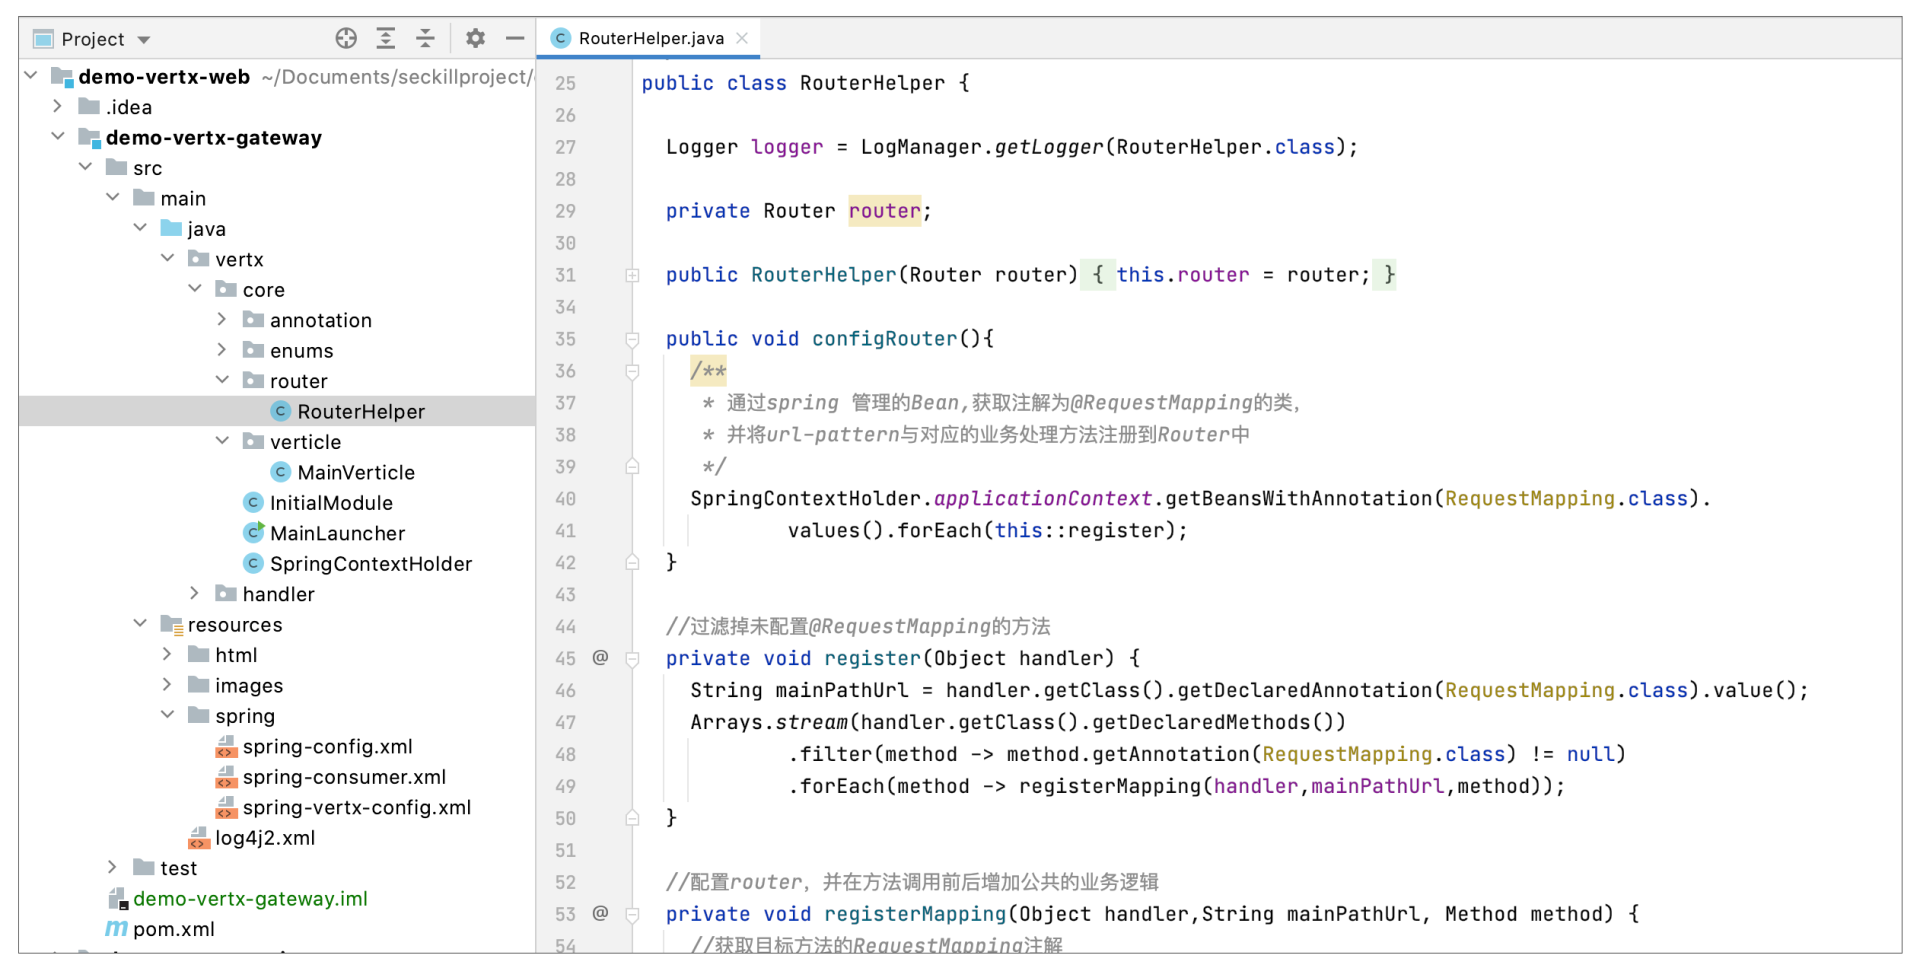 Project
demo-vertx-web ~/Documents/seckillproject/
.idea
demo-vertx-gateway
src
main
java
vertx
core
annotation
enums
router
RouterHelper
verticle
MainVerticle
InitialModule
MainLauncher
SpringContextHolder
handler
resources
html
images
spring
spring-config.xml
spring-consumer.xml
spring-vertx-config.xml
log4j2.xml
test
demo-vertx-gateway.iml
pom.xml
RouterHelper.java
25 public class RouterHelper {
26
27 Logger logger = LogManager.getLogger(RouterHelper.class);
28
29 private Router router;
30
31 public RouterHelper(Router router) { this.router = router; }
34
35 public void configRouter(){
36 /**
37 * 通过spring 管理的Bean,获取注解为@RequestMapping的类,
38 * 并将url-pattern与对应的业务处理方法注册到Router中
39 */
40 SpringContextHolder.applicationContext.getBeansWithAnnotation(RequestMapping.class).
41 values().forEach(this::register);
42 }
43
44 //过滤掉未配置@RequestMapping的方法
45 @ private void register(Object handler) {
46 String mainPathUrl = handler.getClass().getDeclaredAnnotation(RequestMapping.class).value();
47 Arrays.stream(handler.getClass().getDeclaredMethods())
48 .filter(method -> method.getAnnotation(RequestMapping.class) != null)
49 .forEach(method -> registerMapping(handler,mainPathUrl,method));
50 }
51
52 //配置router, 并在方法调用前后增加公共的业务逻辑
53 @ private void registerMapping(Object handler,String mainPathUrl, Method method) {
54 //获取目标方法的RequestMapping注解